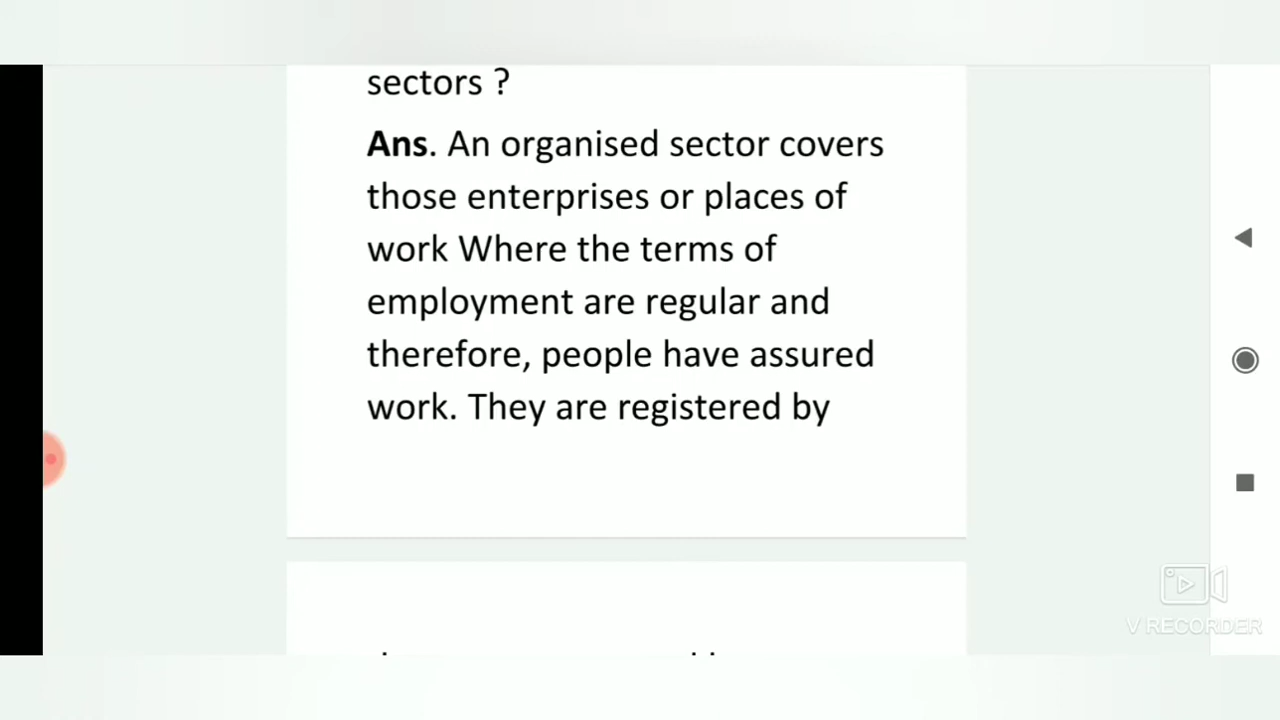 sectors ?
Ans. An organised sector covers
those enterprises or places of
work Where the terms of
employment are regular and
therefore, people have assured
work. They are registered by
V RECORDER